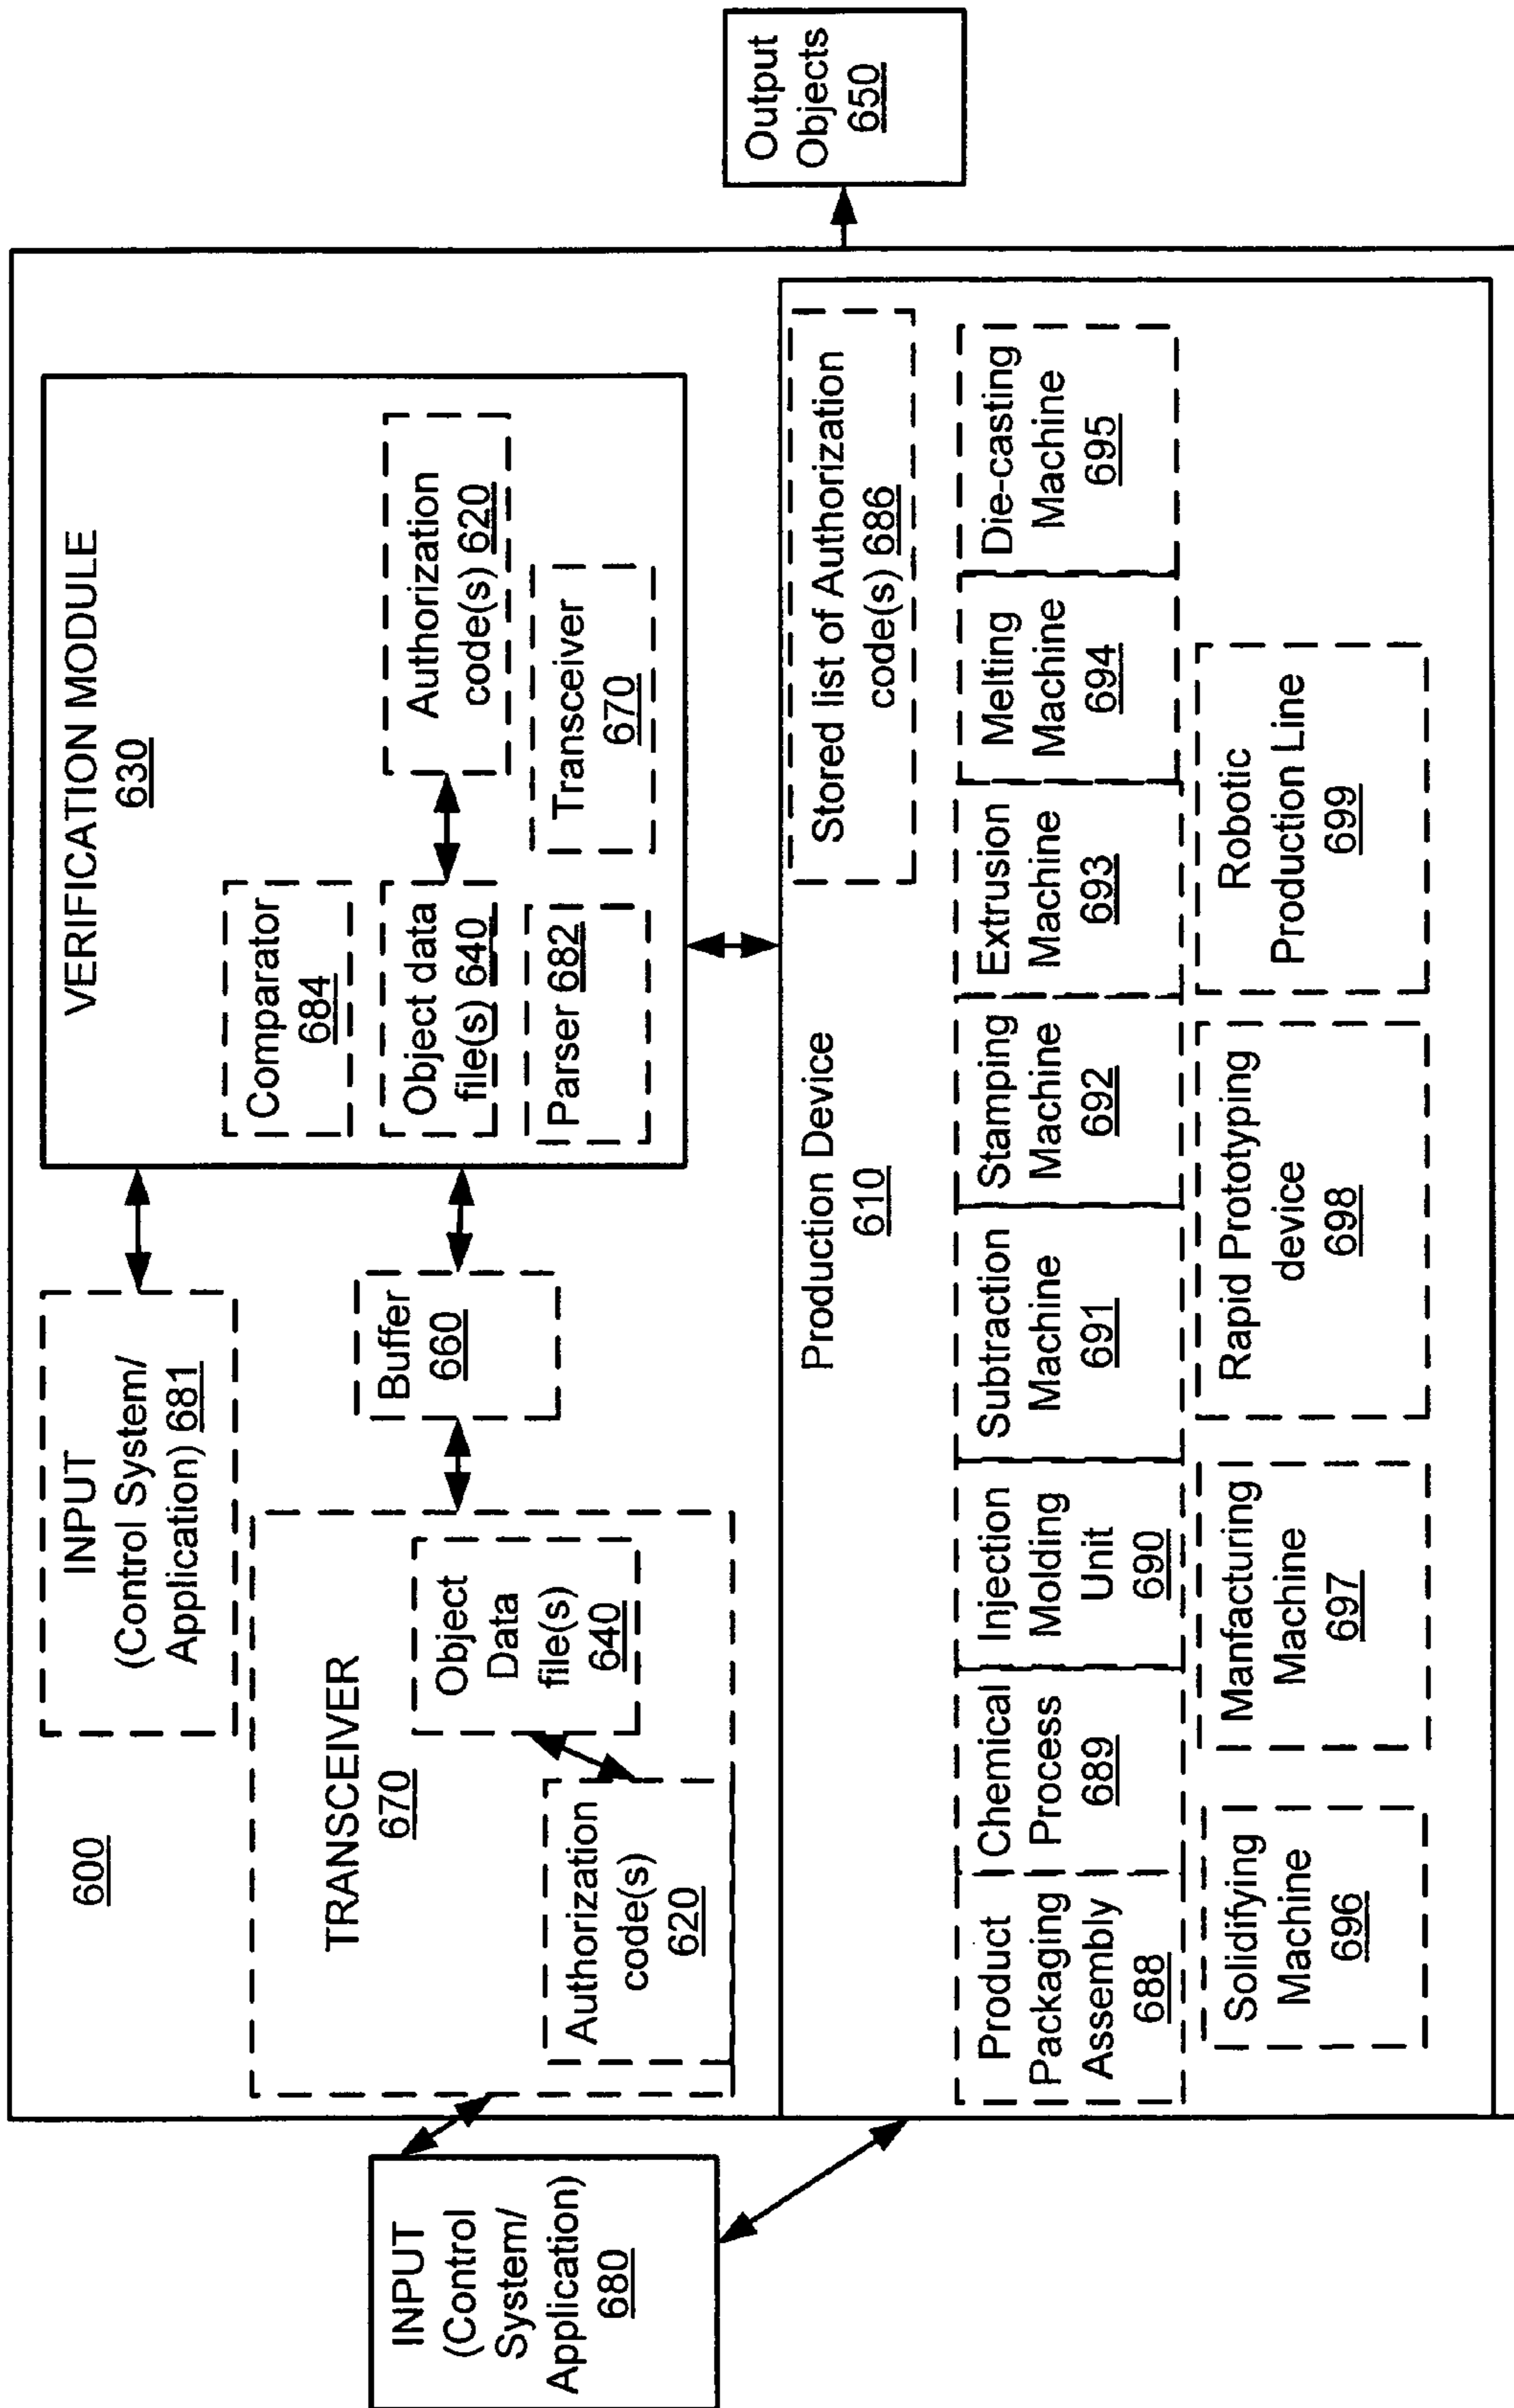 600
INPUT
(Control System/
Application) 681
VERIFICATION MODULE
630
Comparator
684
Object data
file(s) 640
Authorization
code(s) 620
Parser 682
Transceiver
670
TRANSCEIVER
670
Object
Data
file(s)
640
Authorization
code(s)
620
Buffer
660
INPUT
(Control
System/
Application)
680
Output
Objects
650
Production Device
610
Stored list of Authorization
code(s) 686
Product
Packaging
Assembly
688
Chemical
Process
689
Injection
Molding
Unit
690
Subtraction
Machine
691
Stamping
Machine
692
Extrusion
Machine
693
Melting
Machine
694
Die-casting
Machine
695
Solidifying
Machine
696
Manfacturing
Machine
697
Rapid Prototyping
device
698
Robotic
Production Line
699